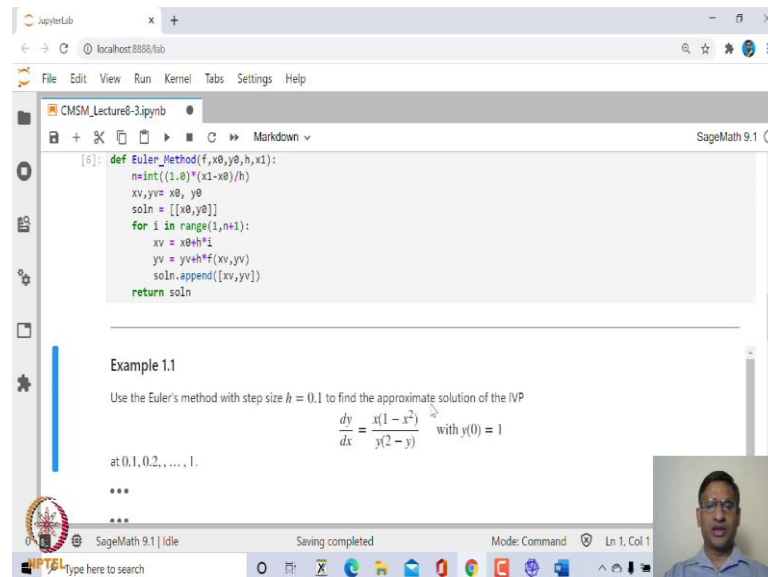 JupyterLab
localhost:8888/lab
File Edit View Run Kernel Tabs Settings Help
CMSM_Lecture8-3.ipynb
Markdown
SageMath 9.1
[6]: def Euler_Method(f,x0,y0,h,x1):
n=int((1.0)*(x1-x0)/h)
xv,yv= x0, y0
soln = [[x0,y0]]
for i in range(1,n+1):
xv = x0+h*i
yv = yv+h*f(xv,yv)
soln.append([xv,yv])
return soln
Example 1.1
Use the Euler's method with step size h = 0.1 to find the approximate solution of the IVP
dy/dx = x(1 − x²)/y(2 − y) with y(0) = 1
at 0.1, 0.2, , … , 1.
•••
•••
SageMath 9.1 | Idle Saving completed Mode: Command Ln 1, Col 1
NPTEL
Type here to search